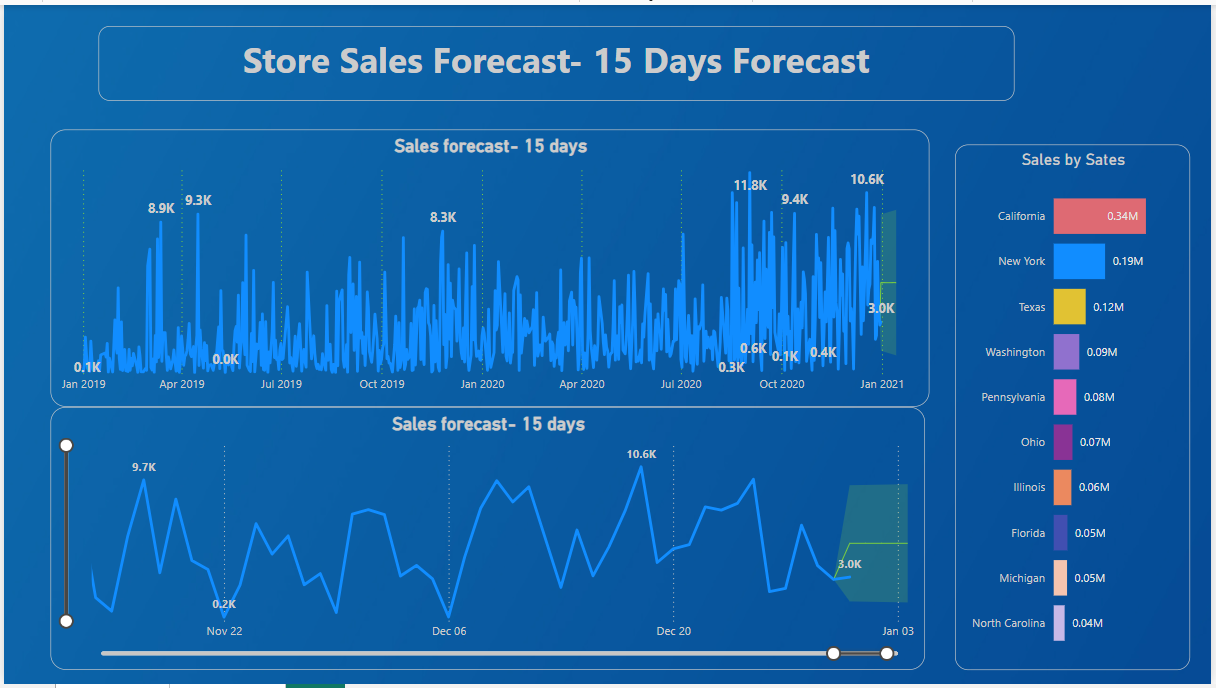 Store Sales Forecast- 15 Days Forecast
Sales forecast- 15 days
11.8K
10.6K
9.3K
9.4K
8.9K
8.3K
3.0K
0.6K
0.1K
0.4K
0.0K
0.1K
0.3K
Jan 2019 Apr 2019 Jul 2019 Oct 2019 Jan 2020 Apr 2020 Jul 2020 Oct 2020 Jan 2021
Sales forecast- 15 days
10.6K
9.7K
3.0K
0.2K
Nov 22 Dec 06 Dec 20 Jan 03
Sales by Sates
California 0.34M
New York 0.19M
Texas 0.12M
Washington 0.09M
Pennsylvania 0.08M
Ohio 0.07M
Illinois 0.06M
Florida 0.05M
Michigan 0.05M
North Carolina 0.04M